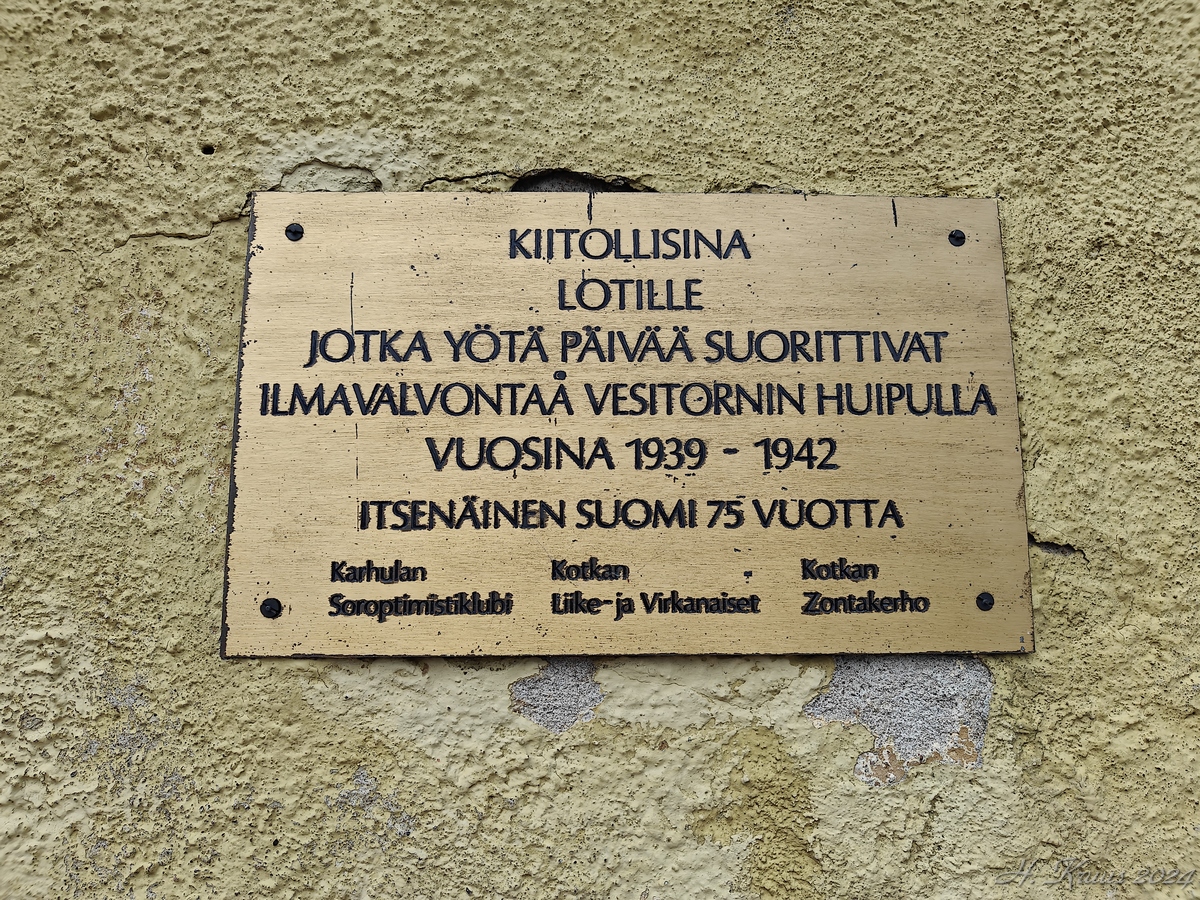 KIITOLLISINA
LOTILLE
JOTKA YÖTÄ PÄIVÄÄ SUORITTIVAT
ILMAVALVONTAA VESITORNIN HUIPULLA
VUOSINA 1939 - 1942
ITSENÄINEN SUOMI 75 VUOTTA
Karhulan Kotkan Kotkan
Soroptimistiklubi Liike-ja Virkanaiset Zontakerho
H. 2024